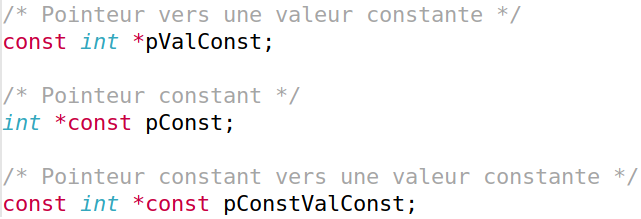 /* Pointeur vers une valeur constante */
const int *pValConst;
/* Pointeur constant */
int *const pConst;
/* Pointeur constant vers une valeur constante */
const int *const pConstValConst;